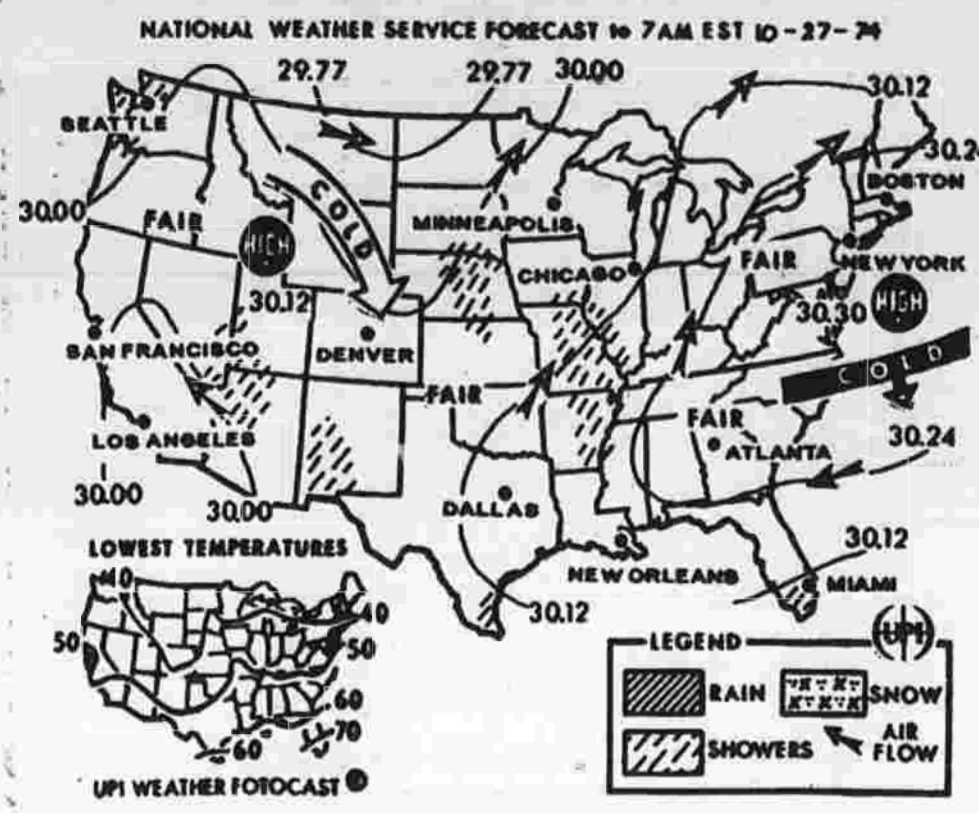 NATIONAL WEATHER SERVICE FORECAST to 7AM EST 10-27-74
29.77
29.77
30.00
30.12
SEATTLE
30.24
BOSTON
30.00
FAIR
COLD
MINNEAPOLIS
HIGH
CHICAGO
FAIR
NEW YORK
30.12
30.30
HIGH
SAN FRANCISCO
DENVER
COLD
FAIR
FAIR
LOS ANGELES
ATLANTA
30.24
30.00
30.00
DALLAS
LOWEST TEMPERATURES
NEW ORLEANS
30.12
MIAMI
30.12
40
40
50
50
60
70
60
UPI WEATHER FOTOCAST
UPI
LEGEND
RAIN
SNOW
SHOWERS
AIR
FLOW